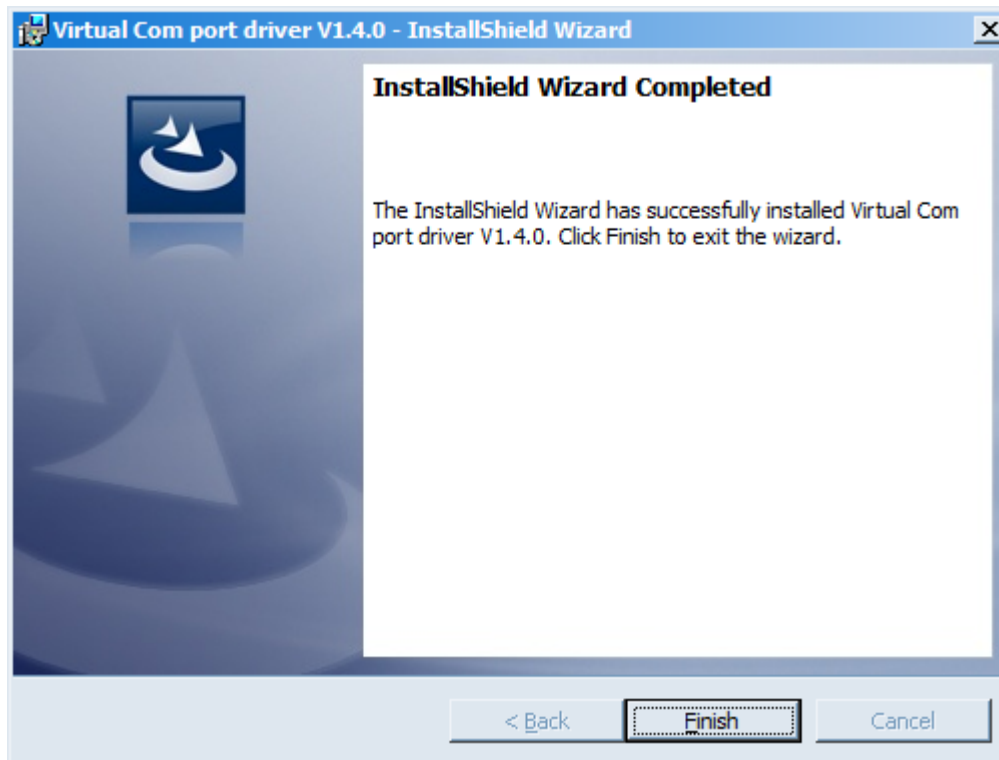 Virtual Com port driver V1.4.0 - InstallShield Wizard
InstallShield Wizard Completed
The InstallShield Wizard has successfully installed Virtual Com
port driver V1.4.0. Click Finish to exit the wizard.
< Back Finish Cancel